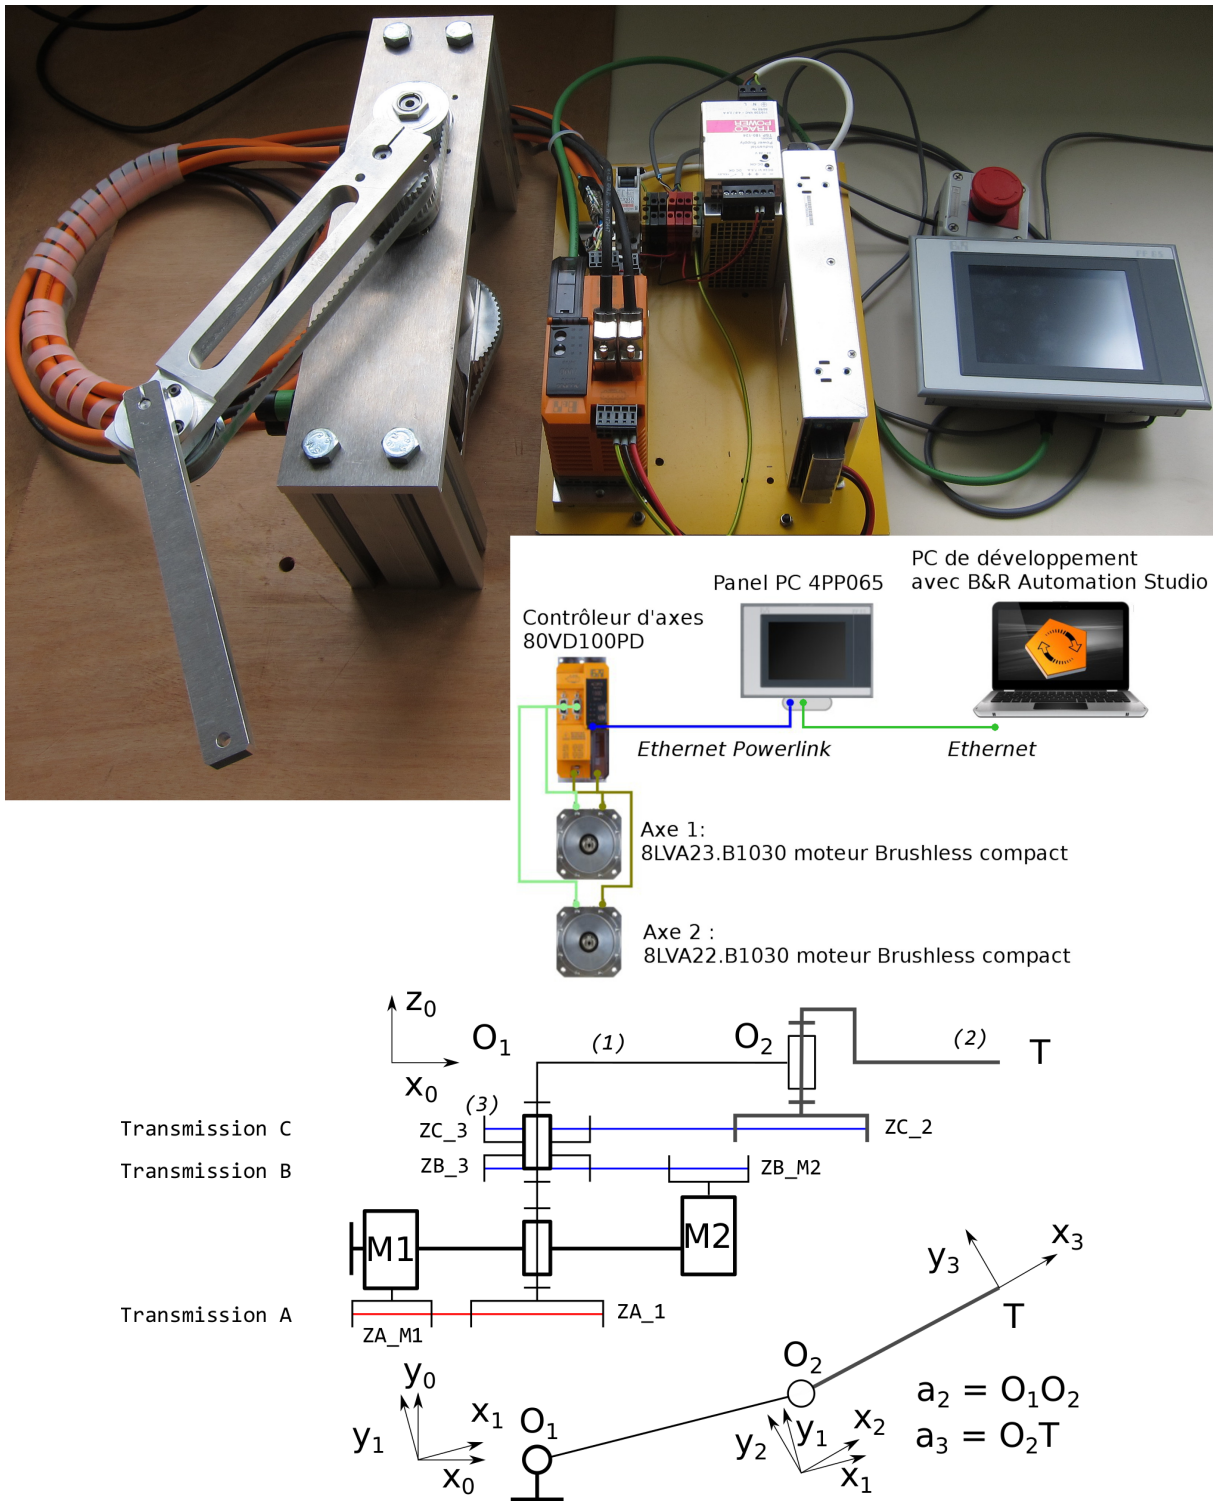 TRACO
POWER
PC de développement
avec B&R Automation Studio
Panel PC 4PP065
Contrôleur d'axes
80VD100PD
Ethernet Powerlink
Ethernet
Axe 1:
8LVA23.B1030 moteur Brushless compact
Axe 2 :
8LVA22.B1030 moteur Brushless compact
z0
x0
O1
(1)
O2
(2)
T
(3)
Transmission C
ZC_3
ZC_2
Transmission B
ZB_3
ZB_M2
M1
M2
Transmission A
ZA_1
ZA_M1
y3
x3
T
y0
y1
x1
x0
O1
O2
y2
y1
x2
x1
a2 = O1O2
a3 = O2T